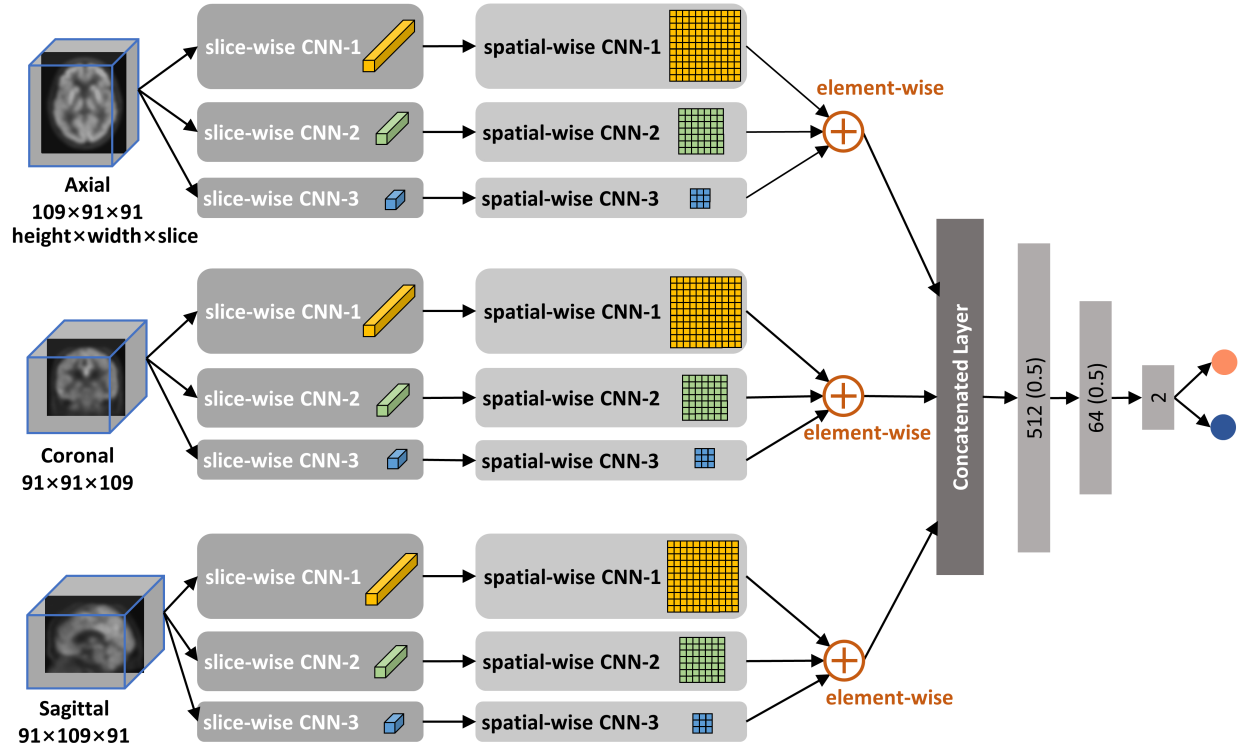 slice-wise CNN-1
spatial-wise CNN-1
slice-wise CNN-2
spatial-wise CNN-2
slice-wise CNN-3
spatial-wise CNN-3
element-wise
Axial
109×91×91
height×width×slice
slice-wise CNN-1
spatial-wise CNN-1
slice-wise CNN-2
spatial-wise CNN-2
slice-wise CNN-3
spatial-wise CNN-3
element-wise
Coronal
91×91×109
slice-wise CNN-1
spatial-wise CNN-1
slice-wise CNN-2
spatial-wise CNN-2
slice-wise CNN-3
spatial-wise CNN-3
element-wise
Sagittal
91×109×91
Concatenated Layer
512 (0.5)
64 (0.5)
2